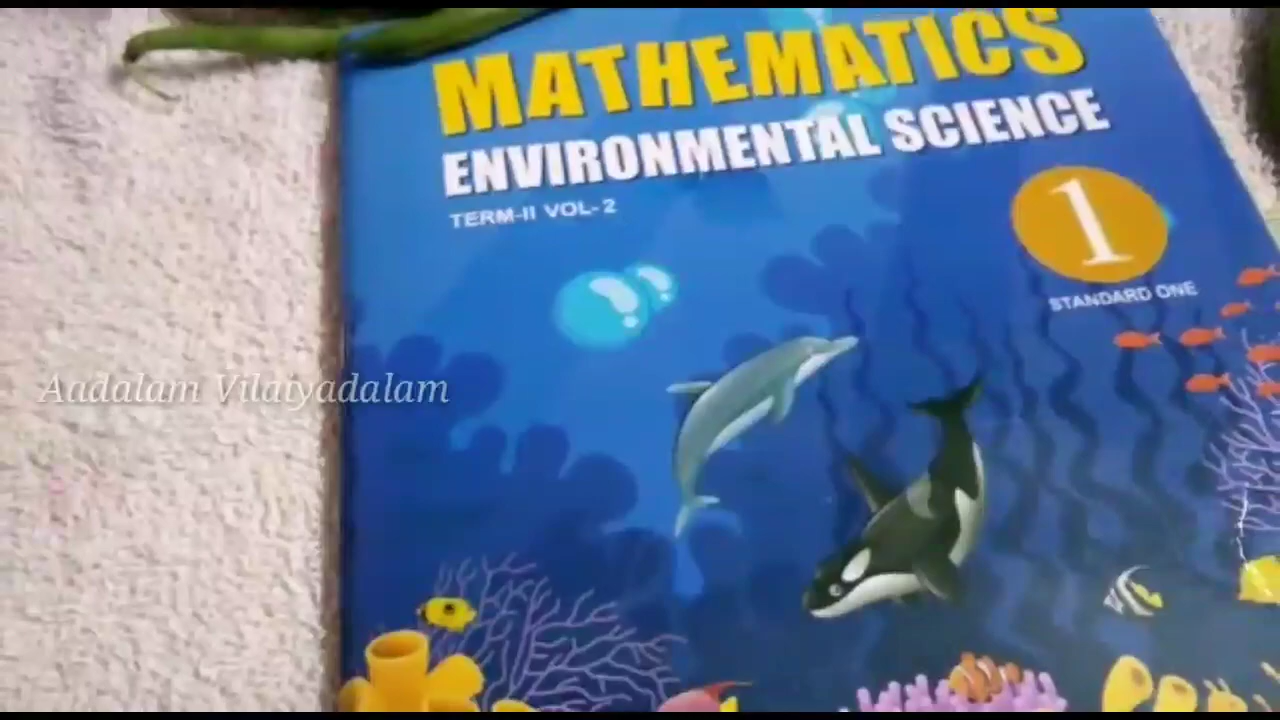 MATHEMATICS
ENVIRONMENTAL SCIENCE
TERM-II VOL-2
1
STANDARD ONE
Aadalam Vilaiyadalam